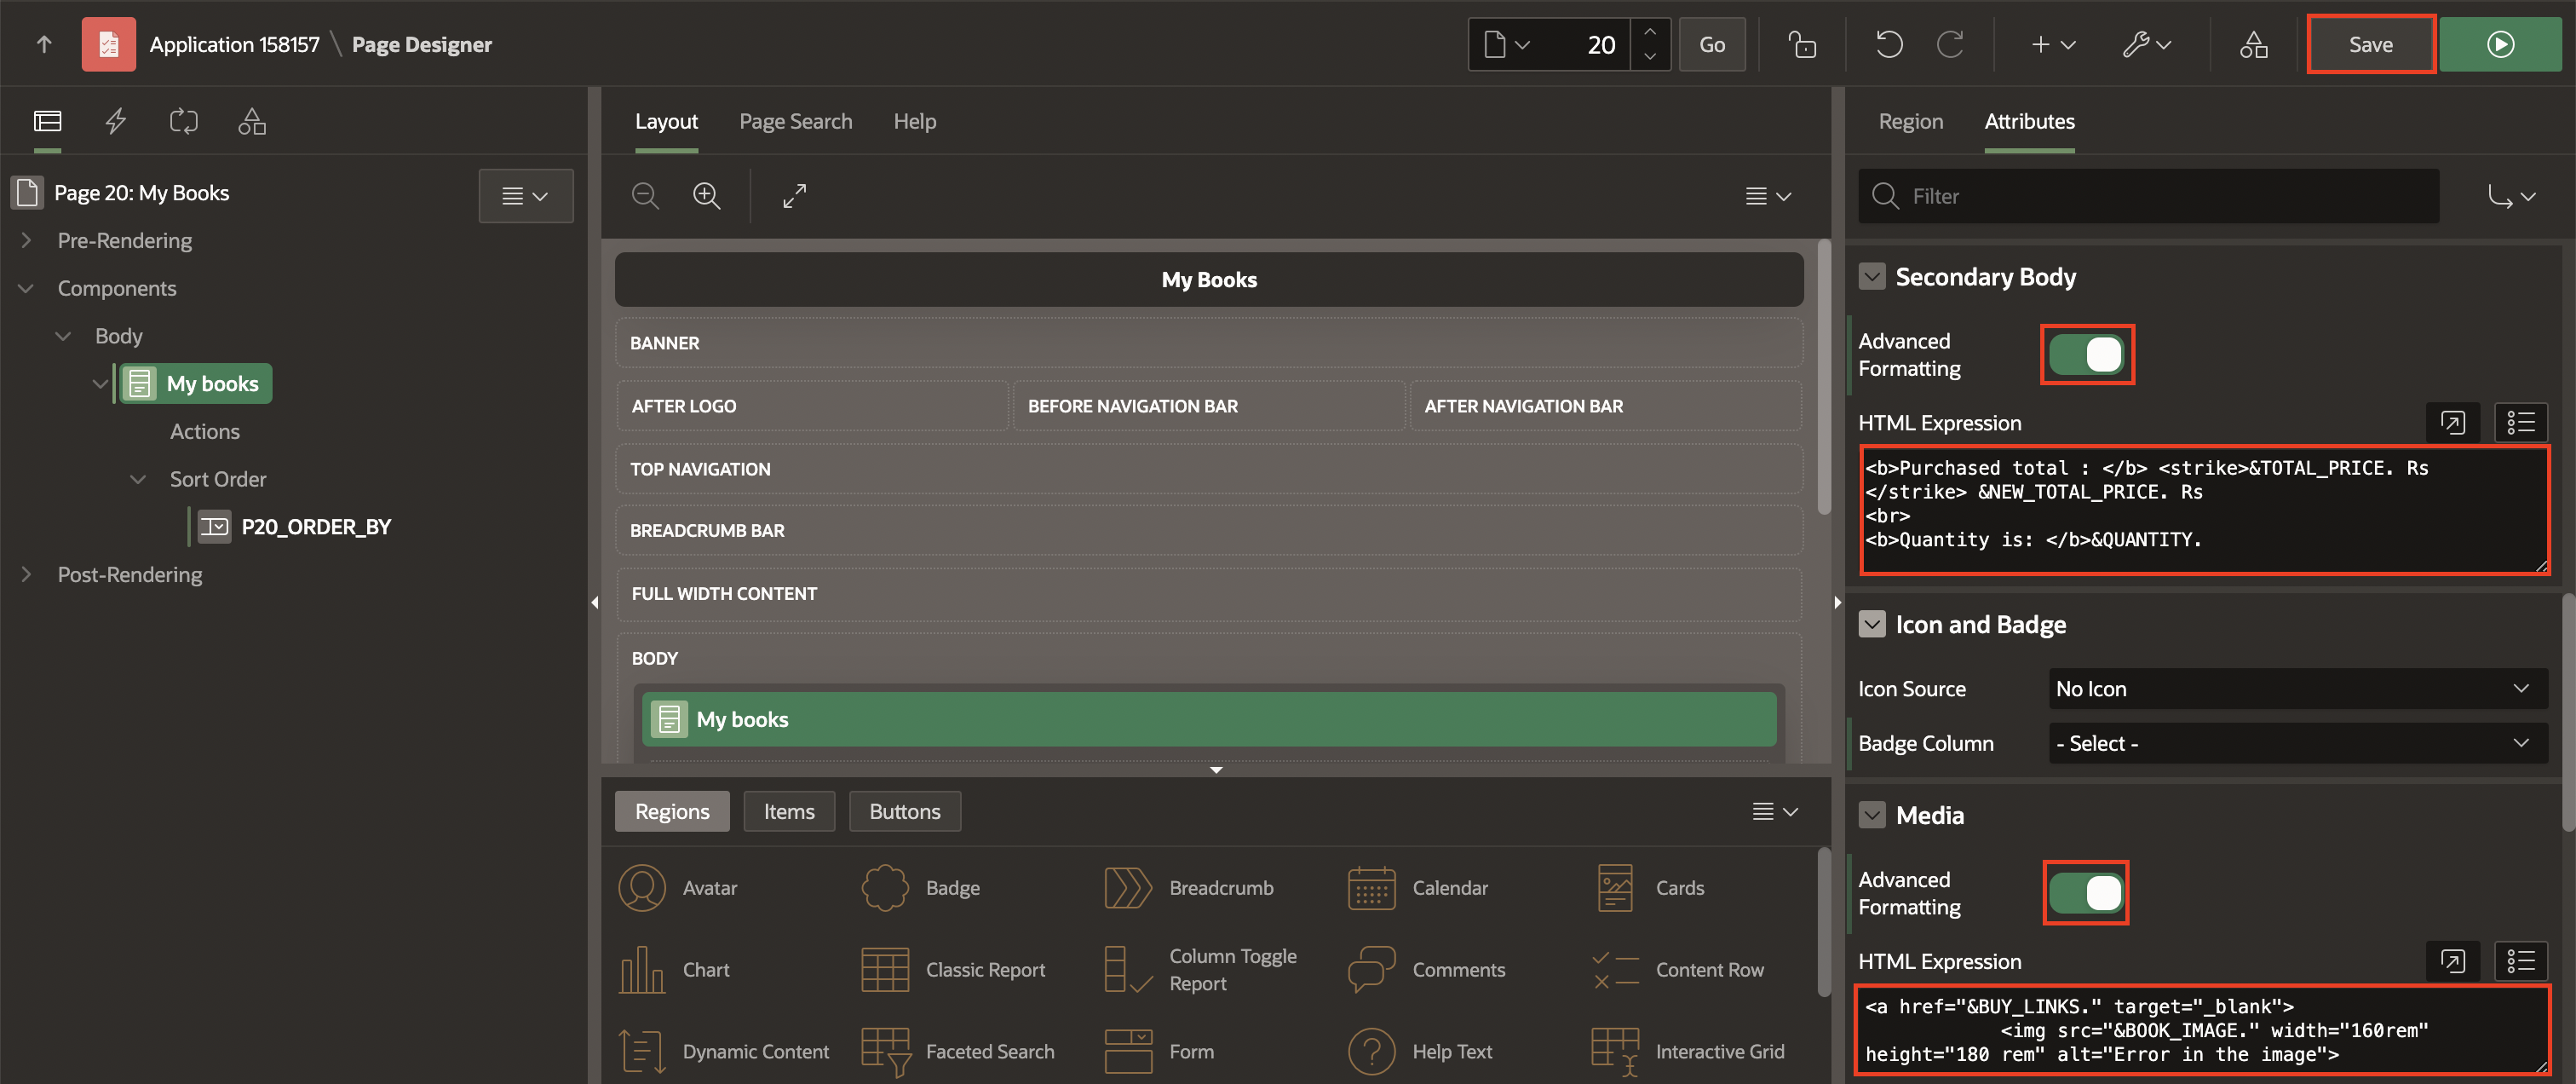 Application 158157 \ Page Designer
20
Go
Save
Page 20: My Books
Pre-Rendering
Components
Body
My books
Actions
Sort Order
P20_ORDER_BY
Post-Rendering
Layout
Page Search
Help
My Books
BANNER
AFTER LOGO
BEFORE NAVIGATION BAR
AFTER NAVIGATION BAR
TOP NAVIGATION
BREADCRUMB BAR
FULL WIDTH CONTENT
BODY
My books
Regions
Items
Buttons
Avatar
Badge
Breadcrumb
Calendar
Cards
Chart
Classic Report
Column Toggle
Report
Comments
Content Row
Dynamic Content
Faceted Search
Form
Help Text
Interactive Grid
Region
Attributes
Filter
Secondary Body
Advanced
Formatting
HTML Expression
<b>Purchased total : </b> <strike>&TOTAL_PRICE. Rs
</strike> &NEW_TOTAL_PRICE. Rs
<br>
<b>Quantity is: </b>&QUANTITY.
Icon and Badge
Icon Source
No Icon
Badge Column
- Select -
Media
Advanced
Formatting
HTML Expression
<a href="&BUY_LINKS." target="_blank">
<img src="&BOOK_IMAGE." width="160rem"
height="180 rem" alt="Error in the image">